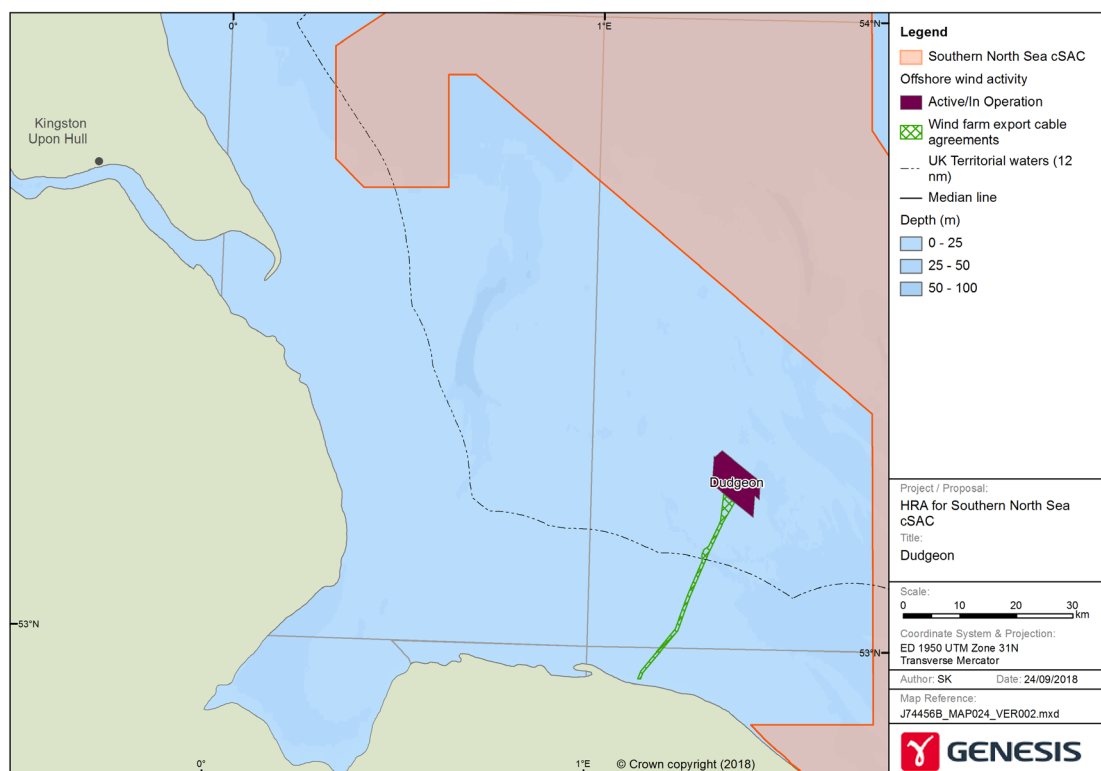 0°
1°E
54°N
Kingston
Upon Hull
Dudgeon
53°N
53°N
0°
1°E
© Crown copyright (2018)
Legend
Southern North Sea cSAC
Offshore wind activity
Active/In Operation
Wind farm export cable
agreements
UK Territorial waters (12
nm)
Median line
Depth (m)
0 - 25
25 - 50
50 - 100
Project / Proposal:
HRA for Southern North Sea
cSAC
Title:
Dudgeon
Scale:
0 10 20 30
km
Coordinate System & Projection:
ED 1950 UTM Zone 31N
Transverse Mercator
Author: SK Date: 24/09/2018
Map Reference:
J74456B_MAP024_VER002.mxd
GENESIS